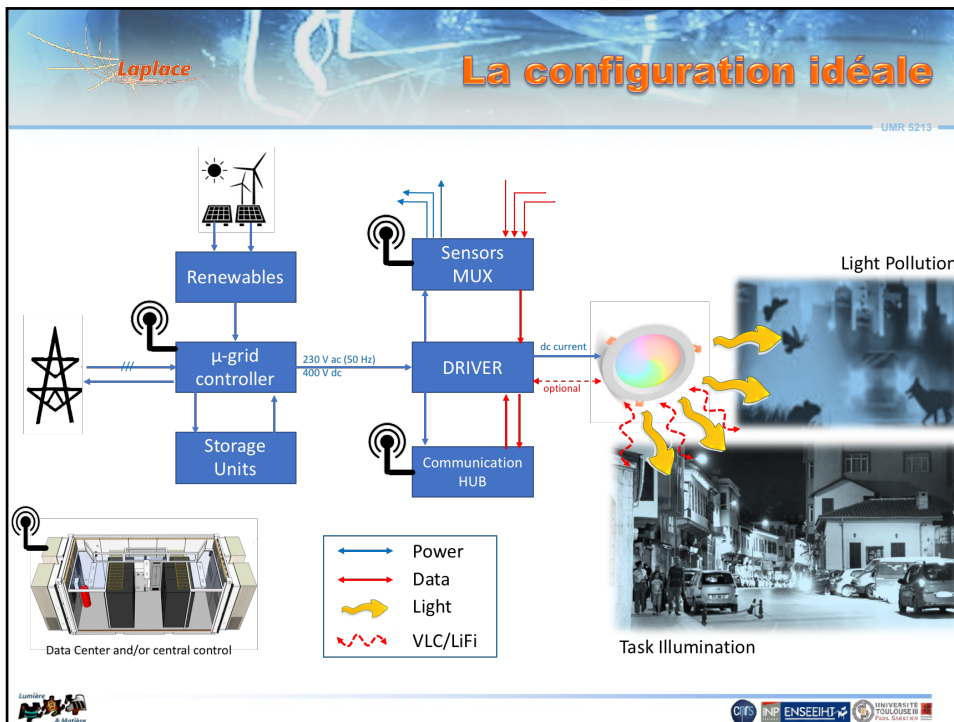 Laplace
La configuration idéale
UMR 5213
Renewables
µ-grid
controller
Storage
Units
230 V ac (50 Hz)
400 V dc
Sensors
MUX
DRIVER
Communication
HUB
dc current
optional
Light Pollution
Task Illumination
Data Center and/or central control
Power
Data
Light
VLC/LiFi
Lumière
& Matière
cnrs
INP ENSEEIHT
UNIVERSITÉ
TOULOUSE III
PAUL SABATIER